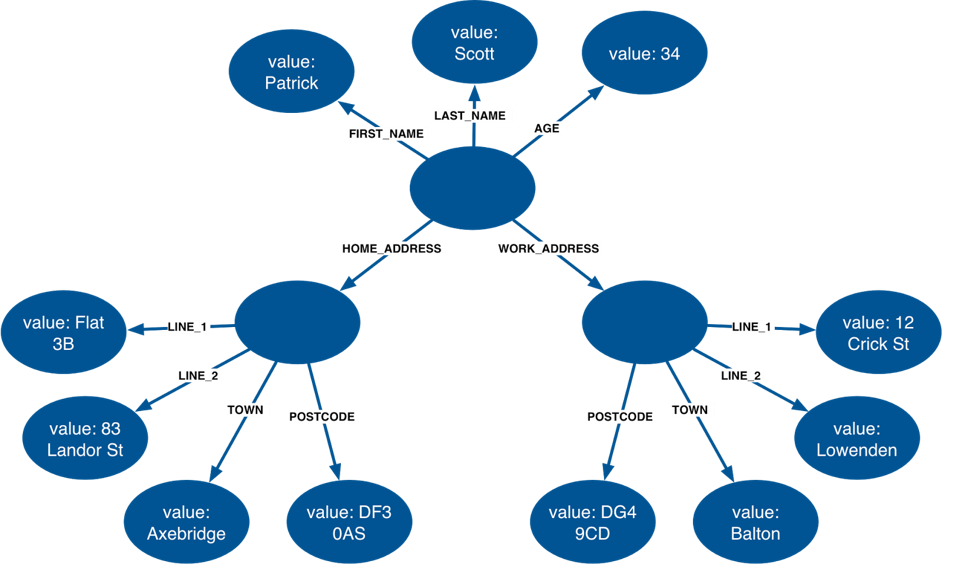 value:
Patrick
value:
Scott
value: 34
FIRST_NAME
LAST_NAME
AGE
HOME_ADDRESS
WORK_ADDRESS
value: Flat
3B
LINE_1
LINE_1
value: 12
Crick St
LINE_2
LINE_2
value: 83
Landor St
TOWN
POSTCODE
POSTCODE
TOWN
value:
Lowenden
value:
Axebridge
value: DF3
0AS
value: DG4
9CD
value:
Balton